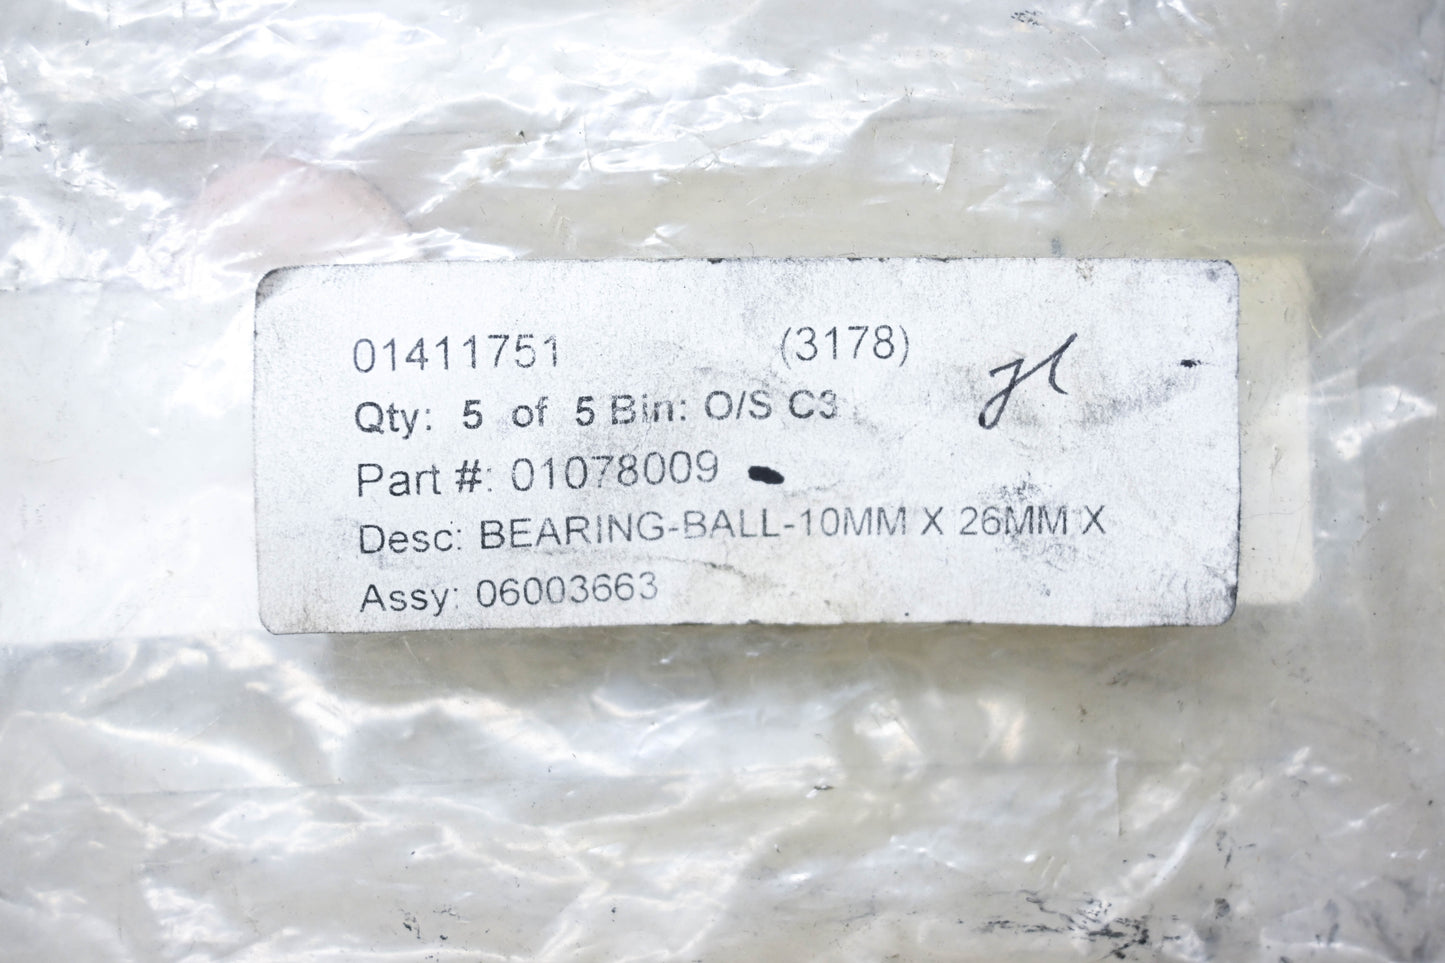 01411751 (3178)
Qty: 5 of 5 Bin: O/S C3
Part #: 01078009
Desc: BEARING-BALL-10MM X 26MM X
Assy: 06003663